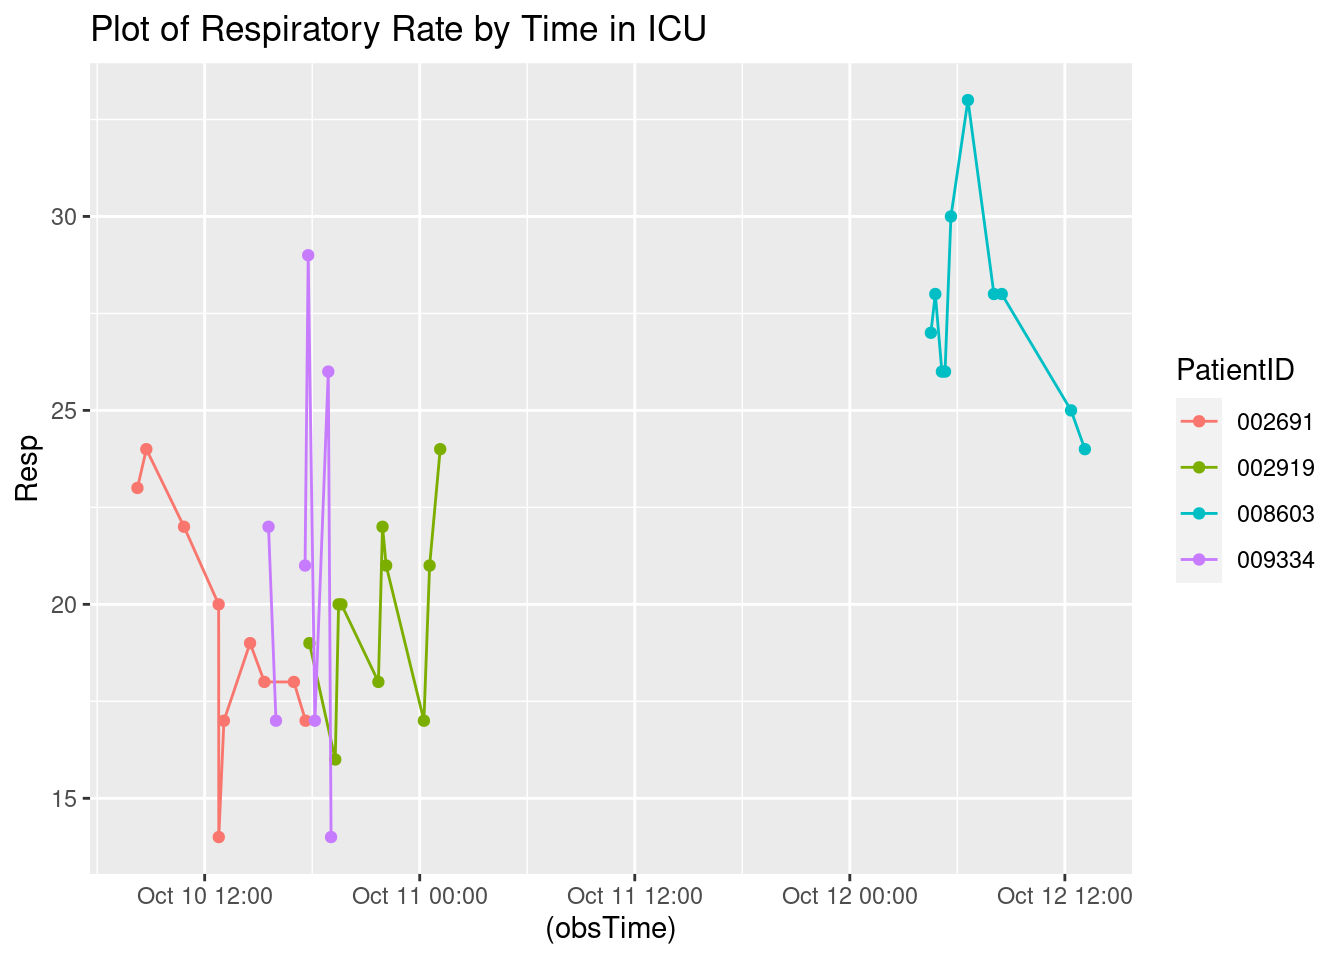 Plot of Respiratory Rate by Time in ICU
Resp
30
25
20
15
Oct 10 12:00
Oct 11 00:00
Oct 11 12:00
Oct 12 00:00
Oct 12 12:00
(obsTime)
PatientID
002691
002919
008603
009334